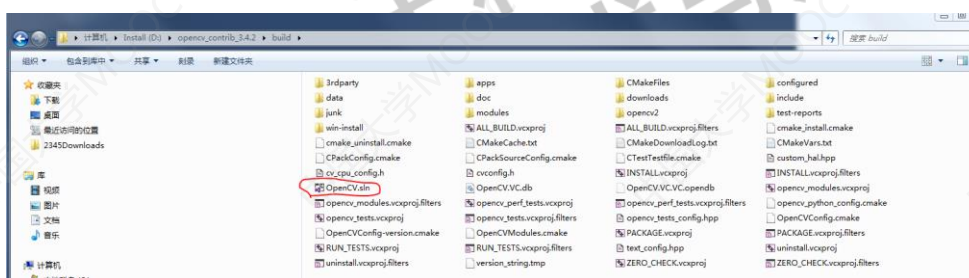 计算机 ▸ Install (D:) ▸ opencv_contrib_3.4.2 ▸ build ▸
搜索 build
组织 包含到库中 共享 刻录 新建文件夹
收藏夹
下载
桌面
最近访问的位置
2345Downloads
库
视频
图片
文档
音乐
计算机
3rdparty apps CMakeFiles configured
data doc downloads include
junk modules opencv2 test-reports
win-install ALL_BUILD.vcxproj ALL_BUILD.vcxproj.filters cmake_install.cmake
cmake_uninstall.cmake CMakeCache.txt CMakeDownloadLog.txt CMakeVars.txt
CPackConfig.cmake CPackSourceConfig.cmake CTestTestfile.cmake custom_hal.hpp
cv_cpu_config.h cvconfig.h INSTALL.vcxproj INSTALL.vcxproj.filters
OpenCV.sln OpenCV.VC.db OpenCV.VC.VC.opendb opencv_modules.vcxproj
opencv_modules.vcxproj.filters opencv_perf_tests.vcxproj opencv_perf_tests.vcxproj.filters opencv_python_config.cmake
opencv_tests.vcxproj opencv_tests.vcxproj.filters opencv_tests_config.hpp OpenCVConfig.cmake
OpenCVConfig-version.cmake OpenCVModules.cmake PACKAGE.vcxproj PACKAGE.vcxproj.filters
RUN_TESTS.vcxproj RUN_TESTS.vcxproj.filters text_config.hpp uninstall.vcxproj
uninstall.vcxproj.filters version_string.tmp ZERO_CHECK.vcxproj ZERO_CHECK.vcxproj.filters